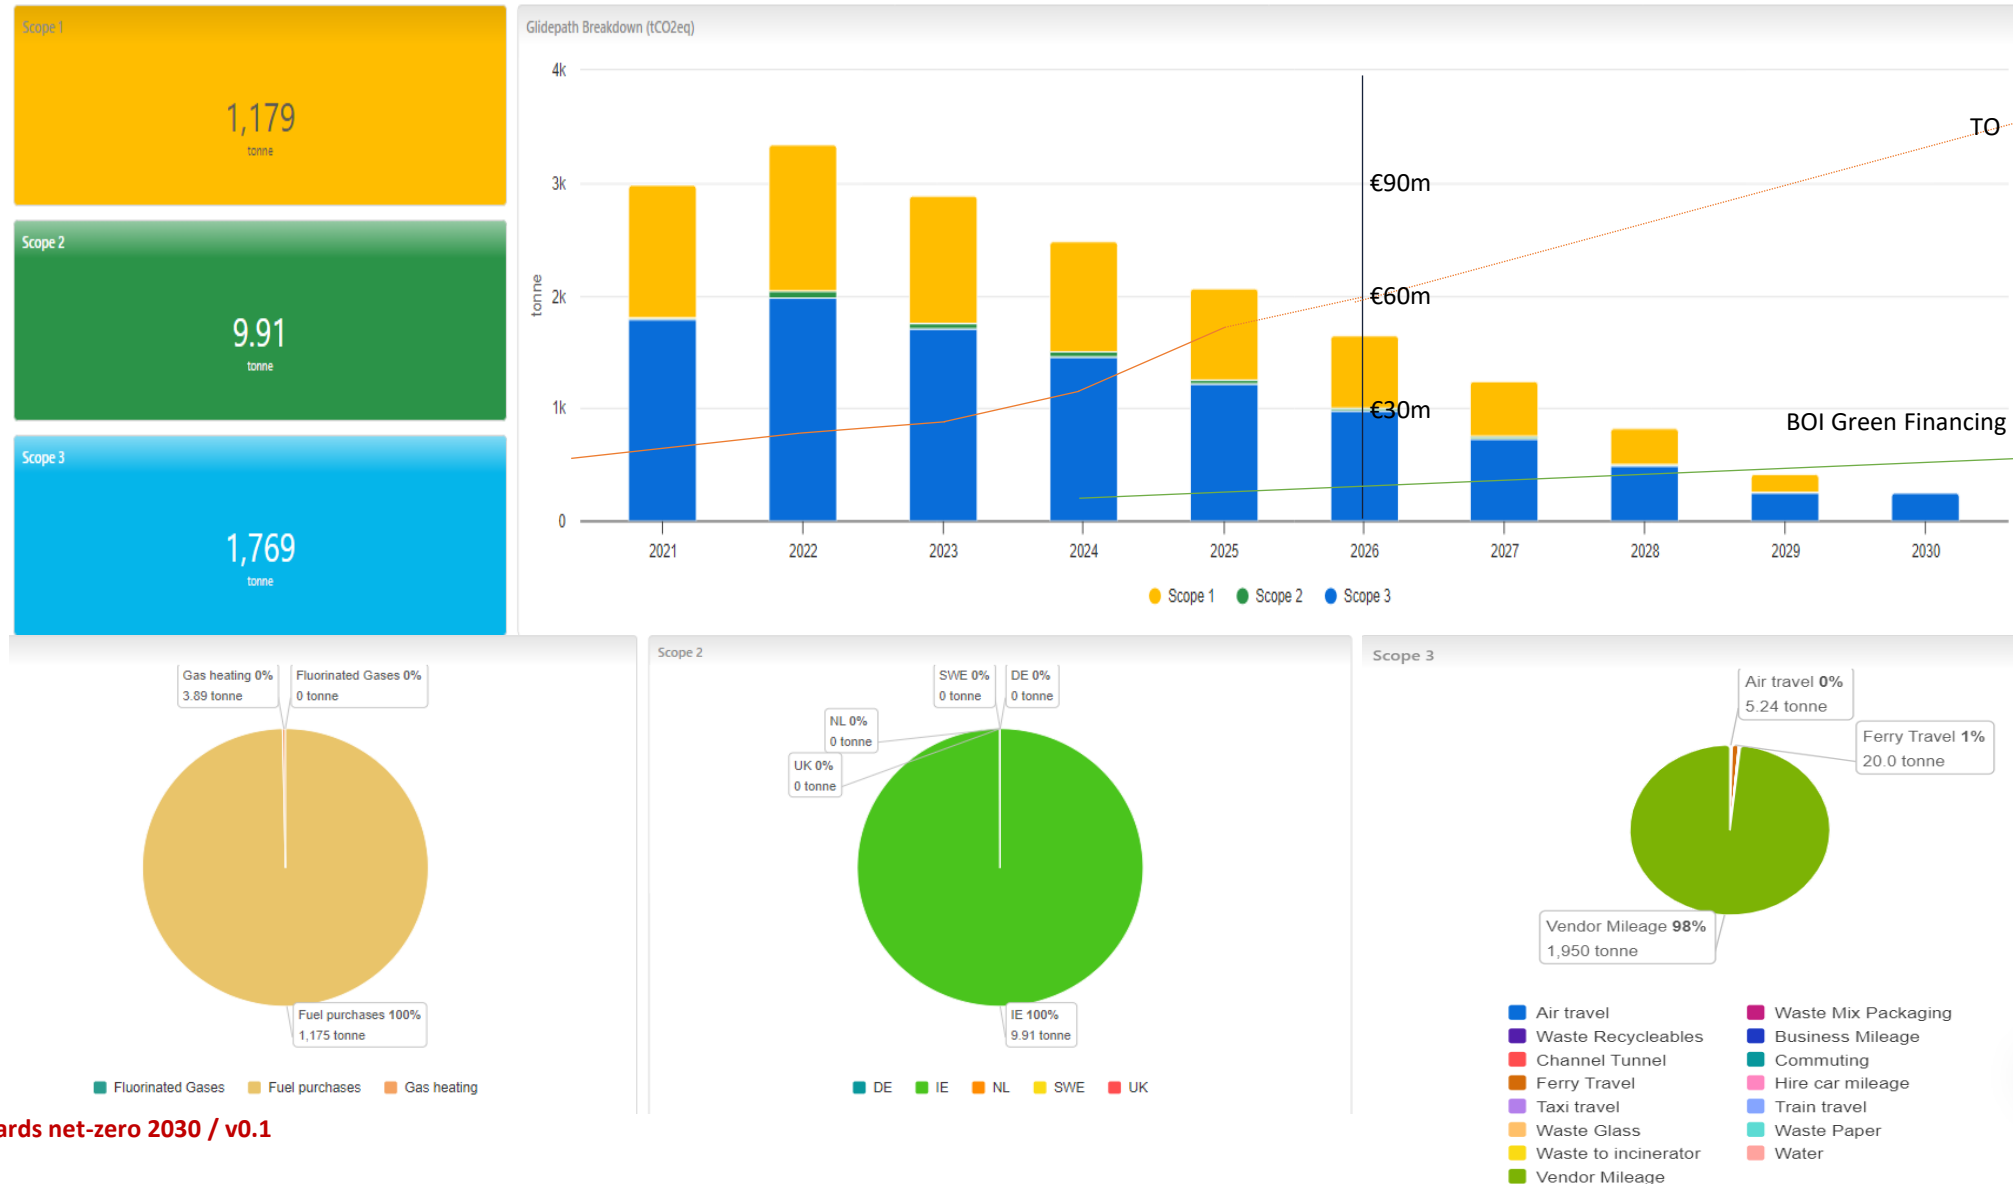 Scope 1
1,179
tonne
Scope 2
9.91
tonne
Scope 3
1,769
tonne
Glidepath Breakdown (tCO2eq)
4k
3k
2k
1k
0
tonne
TO
€90m
€60m
€30m
BOI Green Financing
2021
2022
2023
2024
2025
2026
2027
2028
2029
2030
Scope 1
Scope 2
Scope 3
Gas heating 0%
3.89 tonne
Fluorinated Gases 0%
0 tonne
Fuel purchases 100%
1,175 tonne
Fluorinated Gases
Fuel purchases
Gas heating
Scope 2
SWE 0%
0 tonne
DE 0%
0 tonne
NL 0%
0 tonne
UK 0%
0 tonne
IE 100%
9.91 tonne
DE
IE
NL
SWE
UK
Scope 3
Air travel 0%
5.24 tonne
Ferry Travel 1%
20.0 tonne
Vendor Mileage 98%
1,950 tonne
Air travel
Waste Recycleables
Channel Tunnel
Ferry Travel
Taxi travel
Waste Glass
Waste to incinerator
Vendor Mileage
Waste Mix Packaging
Business Mileage
Commuting
Hire car mileage
Train travel
Waste Paper
Water
ards net-zero 2030 / v0.1